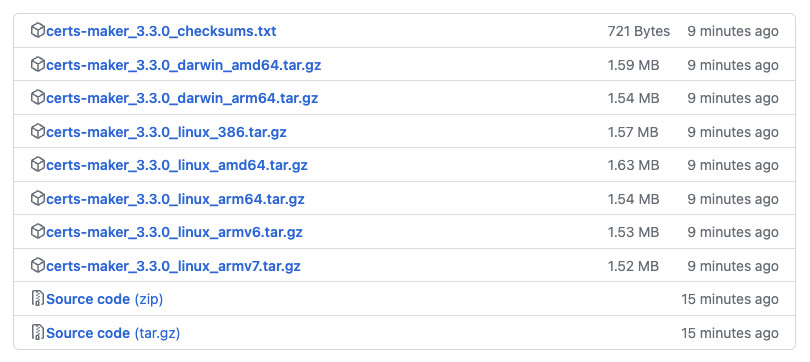 certs-maker_3.3.0_checksums.txt 721 Bytes 9 minutes ago
certs-maker_3.3.0_darwin_amd64.tar.gz 1.59 MB 9 minutes ago
certs-maker_3.3.0_darwin_arm64.tar.gz 1.54 MB 9 minutes ago
certs-maker_3.3.0_linux_386.tar.gz 1.57 MB 9 minutes ago
certs-maker_3.3.0_linux_amd64.tar.gz 1.63 MB 9 minutes ago
certs-maker_3.3.0_linux_arm64.tar.gz 1.54 MB 9 minutes ago
certs-maker_3.3.0_linux_armv6.tar.gz 1.53 MB 9 minutes ago
certs-maker_3.3.0_linux_armv7.tar.gz 1.52 MB 9 minutes ago
Source code (zip) 15 minutes ago
Source code (tar.gz) 15 minutes ago